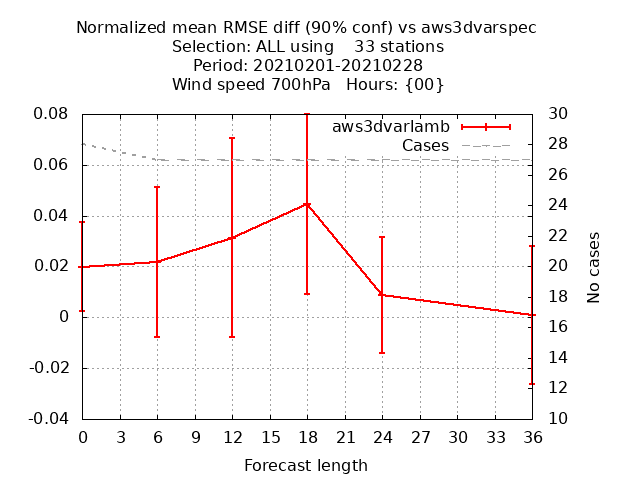 Normalized mean RMSE diff (90% conf) vs aws3dvarspec
Selection: ALL using    33 stations
Period: 20210201-20210228
Wind speed 700hPa   Hours: {00}
aws3dvarlamb
Cases
0.08
0.06
0.04
0.02
0
-0.02
-0.04
30
28
26
24
22
20
18
16
14
12
10
No cases
0 3 6 9 12 15 18 21 24 27 30 33 36
Forecast length